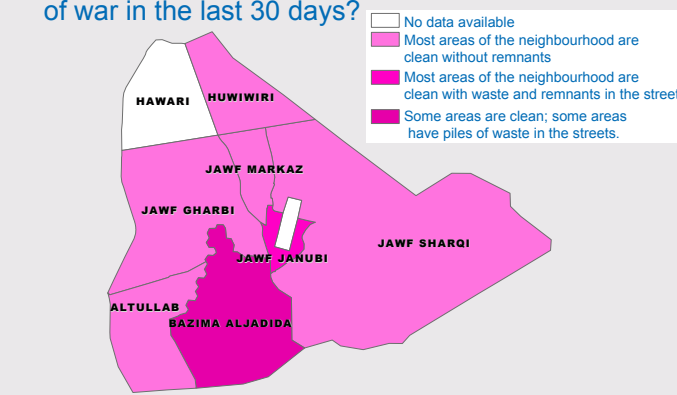 of war in the last 30 days?
No data available
Most areas of the neighbourhood are
clean without remnants
Most areas of the neighbourhood are
clean with waste and remnants in the street
Some areas are clean; some areas
have piles of waste in the streets.
HAWARI
HUWIWIRI
JAWF MARKAZ
JAWF GHARBI
JAWF SHARQI
JAWF JANUBI
ALTULLAB
BAZIMA ALJADIDA